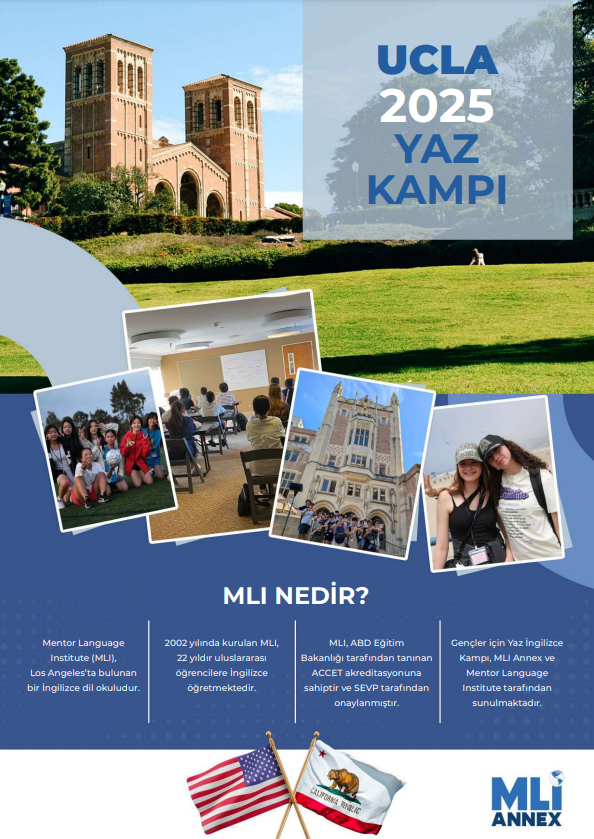 UCLA
2025
YAZ
KAMPI
MLI NEDİR?
Mentor Language
Institute (MLI),
Los Angeles'ta bulunan
bir İngilizce dil okuludur.
2002 yılında kurulan MLI,
22 yıldır uluslararası
öğrencilere İngilizce
öğretmektedir.
MLI, ABD Eğitim
Bakanlığı tarafından tanınan
ACCET akreditasyonuna
sahiptir ve SEVP tarafından
onaylanmıştır.
Gençler için Yaz İngilizce
Kampı, MLI Annex ve
Mentor Language
Institute tarafından
sunulmaktadır.
CALIFORNIA REPUBLIC
MLI
ANNEX